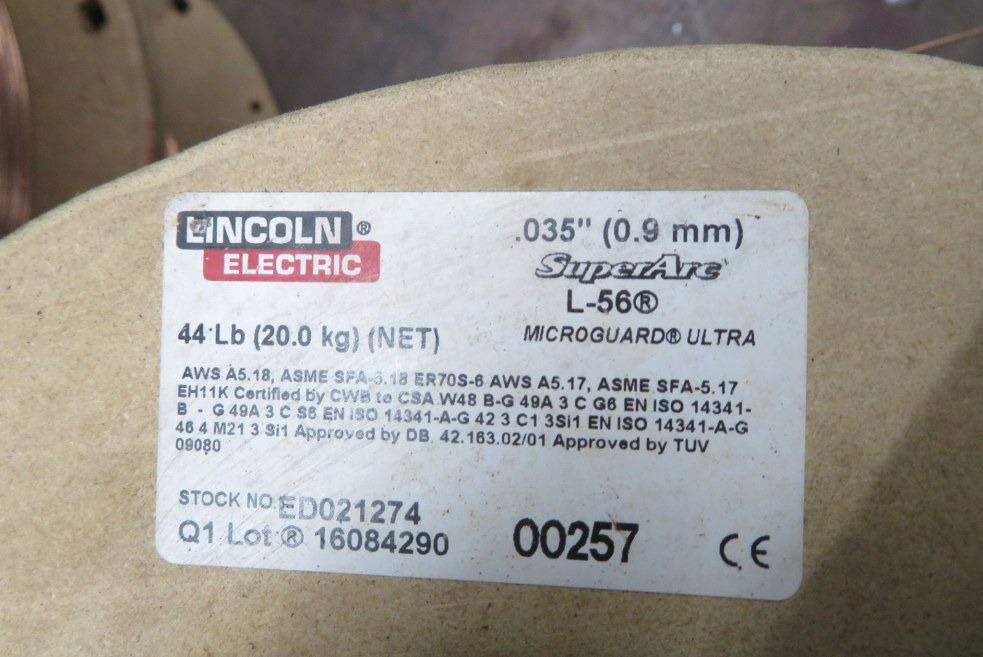 LINCOLN ®
ELECTRIC
.035" (0.9 mm)
SuperArc
L-56®
44 Lb (20.0 kg) (NET)
MICROGUARD® ULTRA
AWS A5.18, ASME SFA-5.18 ER70S-6 AWS A5.17, ASME SFA-5.17
EH11K Certified by CWB to CSA W48 B-G 49A 3 C G6 EN ISO 14341-
B - G 49A 3 C S6 EN ISO 14341-A-G 42 3 C1 3Si1 EN ISO 14341-A-G
46 4 M21 3 Si1 Approved by DB, 42.163.02/01 Approved by TUV
09080
STOCK NO. ED021274
Q1 Lot ® 16084290
00257
CE